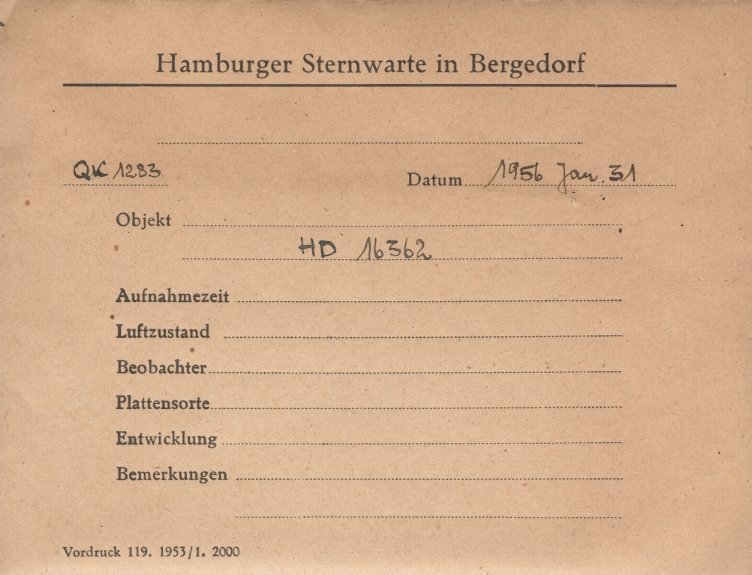 Hamburger Sternwarte in Bergedorf
QK 1283 Datum 1956 Jan. 31
Objekt
HD 16362
Aufnahmezeit
Luftzustand
Beobachter
Plattensorte
Entwicklung
Bemerkungen
Vordruck 119. 1953/1. 2000